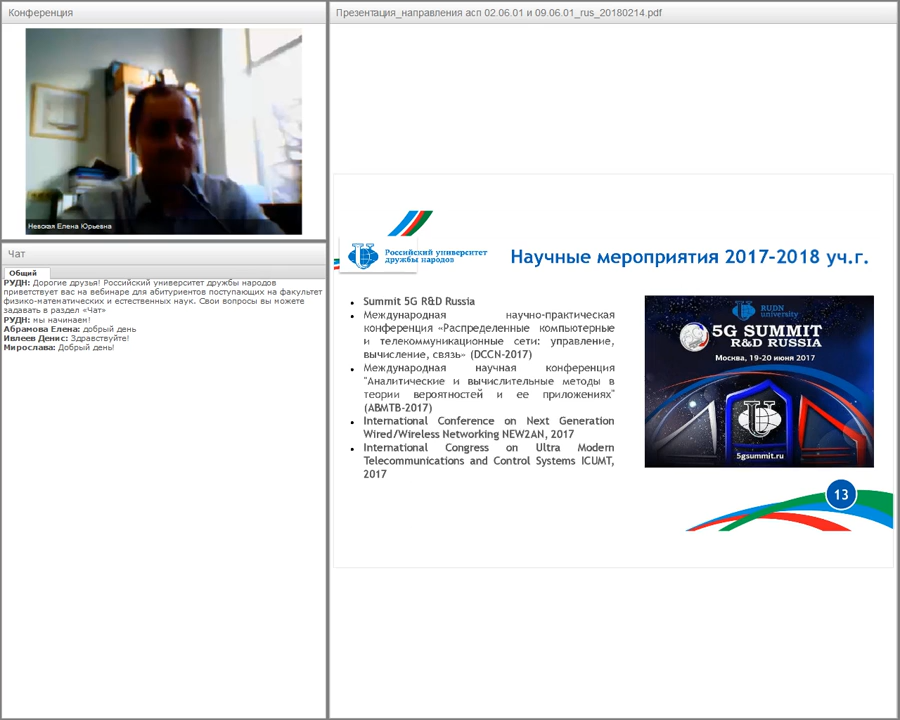 Конференция
Невская Елена Юрьевна
Чат
Общий
РУДН: Дорогие друзья! Российский университет дружбы народов
приветствует вас на вебинаре для абитуриентов поступающих на факультет
физико-математических и естественных наук. Свои вопросы вы можете
задавать в раздел «Чат»
РУДН: мы начинаем!
Абрамова Елена: добрый день
Ивлеев Денис: Здравствуйте!
Мирослава: Добрый день!
Презентация_направления асп 02.06.01 и 09.06.01_rus_20180214.pdf
Российский университет
дружбы народов
Научные мероприятия 2017-2018 уч.г.
• Summit 5G R&D Russia
• Международная научно-практическая
конференция «Распределенные компьютерные
и телекоммуникационные сети: управление,
вычисление, связь» (DCCN-2017)
• Международная научная конференция
"Аналитические и вычислительные методы в
теории вероятностей и ее приложениях"
(АВМТВ-2017)
• International Conference on Next Generation
Wired/Wireless Networking NEW2AN, 2017
• International Congress on Ultra Modern
Telecommunications and Control Systems ICUMT,
2017
RUDN
university
5G SUMMIT
R&D RUSSIA
Москва, 19-20 июня 2017
5gsummit.ru
13